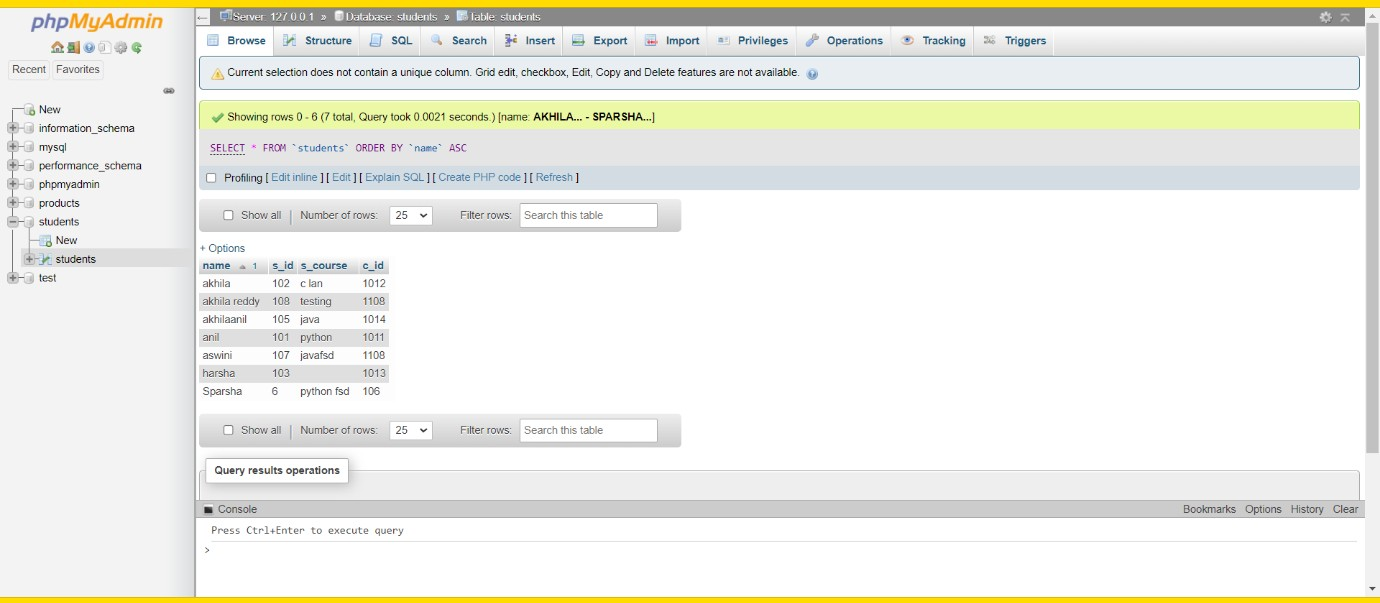 phpMyAdmin
Recent Favorites
New
information_schema
mysql
performance_schema
phpmyadmin
products
students
New
students
test
Server: 127.0.0.1 » Database: students » Table: students
Browse Structure SQL Search Insert Export Import Privileges Operations Tracking Triggers
Current selection does not contain a unique column. Grid edit, checkbox, Edit, Copy and Delete features are not available.
Showing rows 0 - 6 (7 total, Query took 0.0021 seconds.) [name: AKHILA... - SPARSHA...]
SELECT * FROM `students` ORDER BY `name` ASC
Profiling [ Edit inline ] [ Edit ] [ Explain SQL ] [ Create PHP code ] [ Refresh ]
Show all | Number of rows: 25 Filter rows: Search this table
+ Options
name 1 s_id s_course c_id
akhila 102 c lan 1012
akhila reddy 108 testing 1108
akhilaanil 105 java 1014
anil 101 python 1011
aswini 107 javafsd 1108
harsha 103 1013
Sparsha 6 python fsd 106
Show all | Number of rows: 25 Filter rows: Search this table
Query results operations
Console Bookmarks Options History Clear
Press Ctrl+Enter to execute query
>